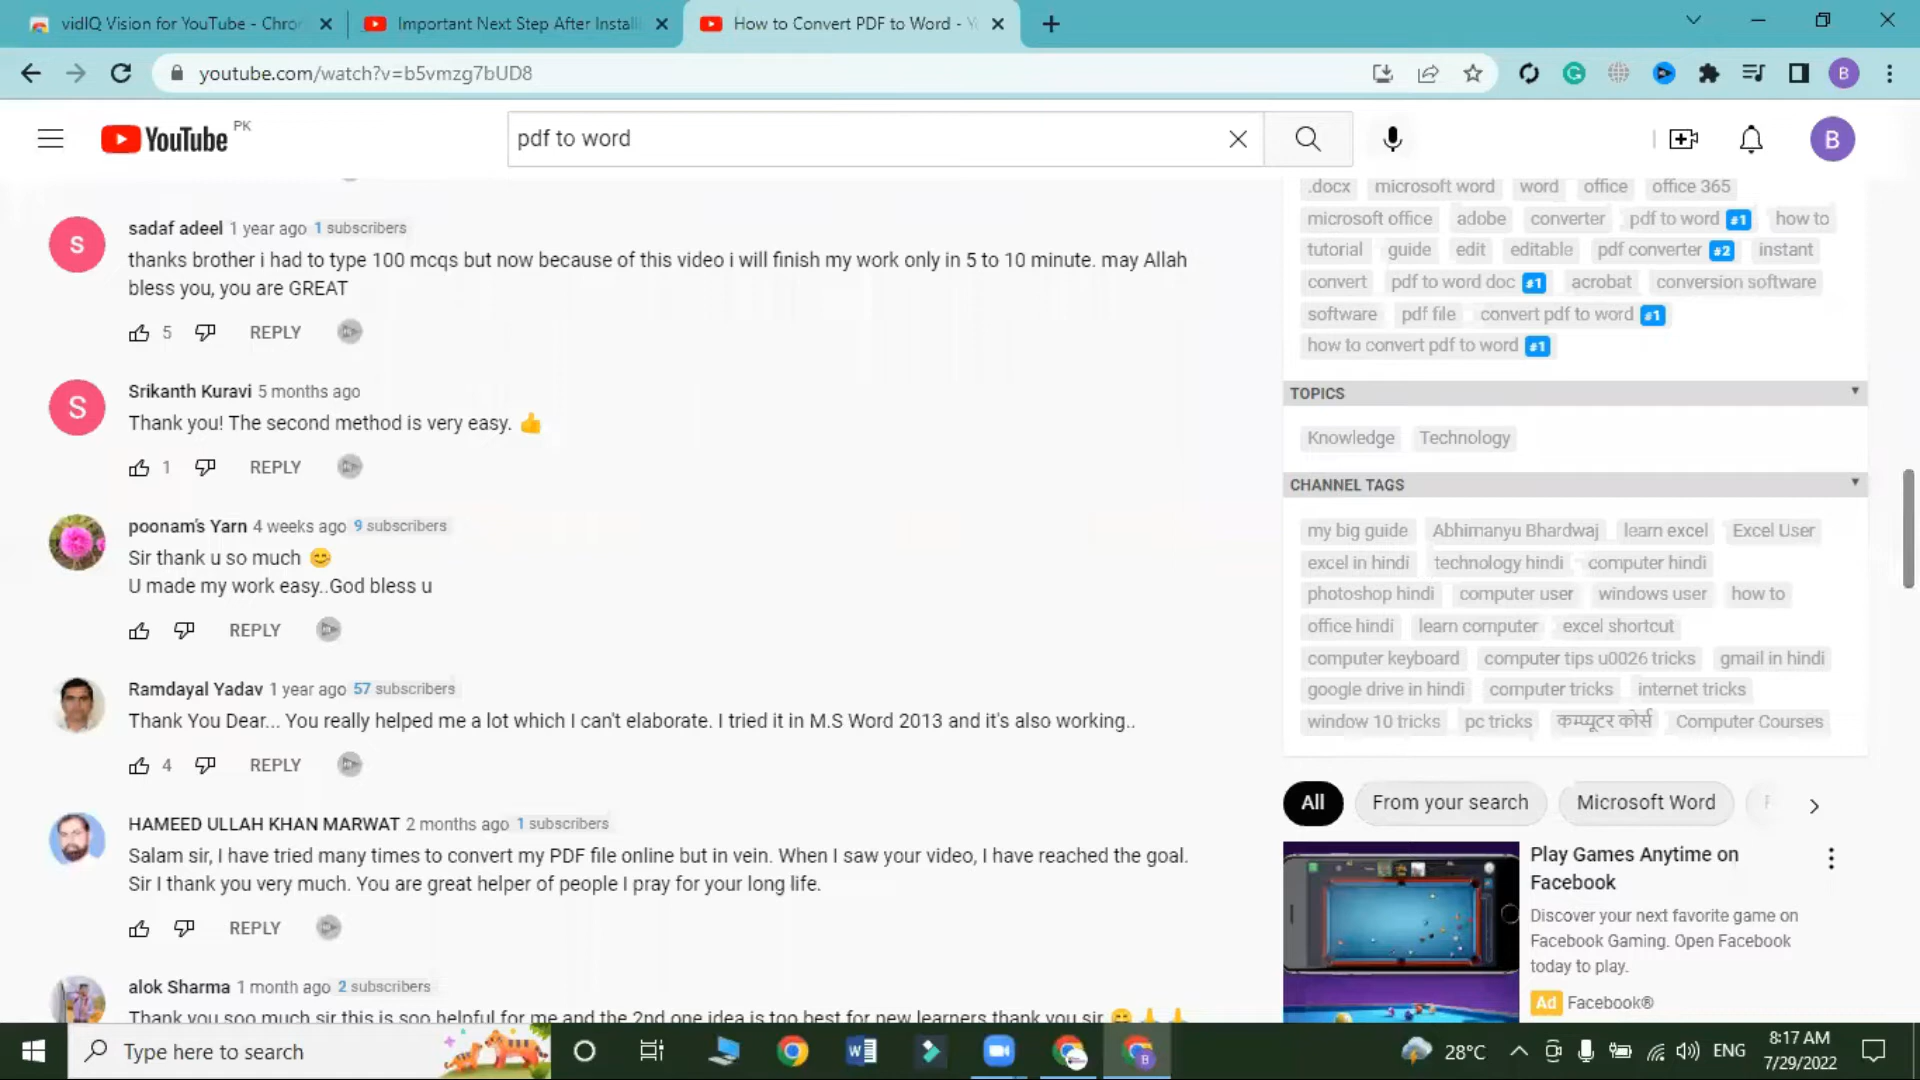 vidIQ Vision for YouTube - Chro
Important Next Step After Install
How to Convert PDF to Word - Y
youtube.com/watch?v=b5vmzg7bUD8
B
YouTube PK
pdf to word
B
S
sadaf adeel 1 year ago 1 subscribers
thanks brother i had to type 100 mcqs but now because of this video i will finish my work only in 5 to 10 minute. may Allah
bless you, you are GREAT
5 REPLY
S
Srikanth Kuravi 5 months ago
Thank you! The second method is very easy. 👍
1 REPLY
poonam's Yarn 4 weeks ago 9 subscribers
Sir thank u so much 😊
U made my work easy..God bless u
REPLY
Ramdayal Yadav 1 year ago 57 subscribers
Thank You Dear... You really helped me a lot which I can't elaborate. I tried it in M.S Word 2013 and it's also working..
4 REPLY
HAMEED ULLAH KHAN MARWAT 2 months ago 1 subscribers
Salam sir, I have tried many times to convert my PDF file online but in vein. When I saw your video, I have reached the goal.
Sir I thank you very much. You are great helper of people I pray for your long life.
REPLY
alok Sharma 1 month ago 2 subscribers
Thank you soo much sir this is soo helpful for me and the 2nd one idea is too best for new learners thank you sir
.docx microsoft word word office office 365
microsoft office adobe converter pdf to word #1 how to
tutorial guide edit editable pdf converter #2 instant
convert pdf to word doc #1 acrobat conversion software
software pdf file convert pdf to word #1
how to convert pdf to word #1
TOPICS
Knowledge Technology
CHANNEL TAGS
my big guide Abhimanyu Bhardwaj learn excel Excel User
excel in hindi technology hindi computer hindi
photoshop hindi computer user windows user how to
office hindi learn computer excel shortcut
computer keyboard computer tips u0026 tricks gmail in hindi
google drive in hindi computer tricks internet tricks
window 10 tricks pc tricks कम्प्यूटर कोर्स Computer Courses
All From your search Microsoft Word
Play Games Anytime on
Facebook
Discover your next favorite game on
Facebook Gaming. Open Facebook
today to play.
Ad Facebook®
Type here to search
28°C
ENG
8:17 AM
7/29/2022